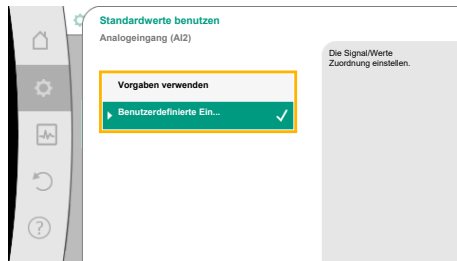 Standardwerte benutzen
Analogeingang (AI2)
Die Signal/Werte
Zuordnung einstellen.
Vorgaben verwenden
Benutzerdefinierte Ein...
?